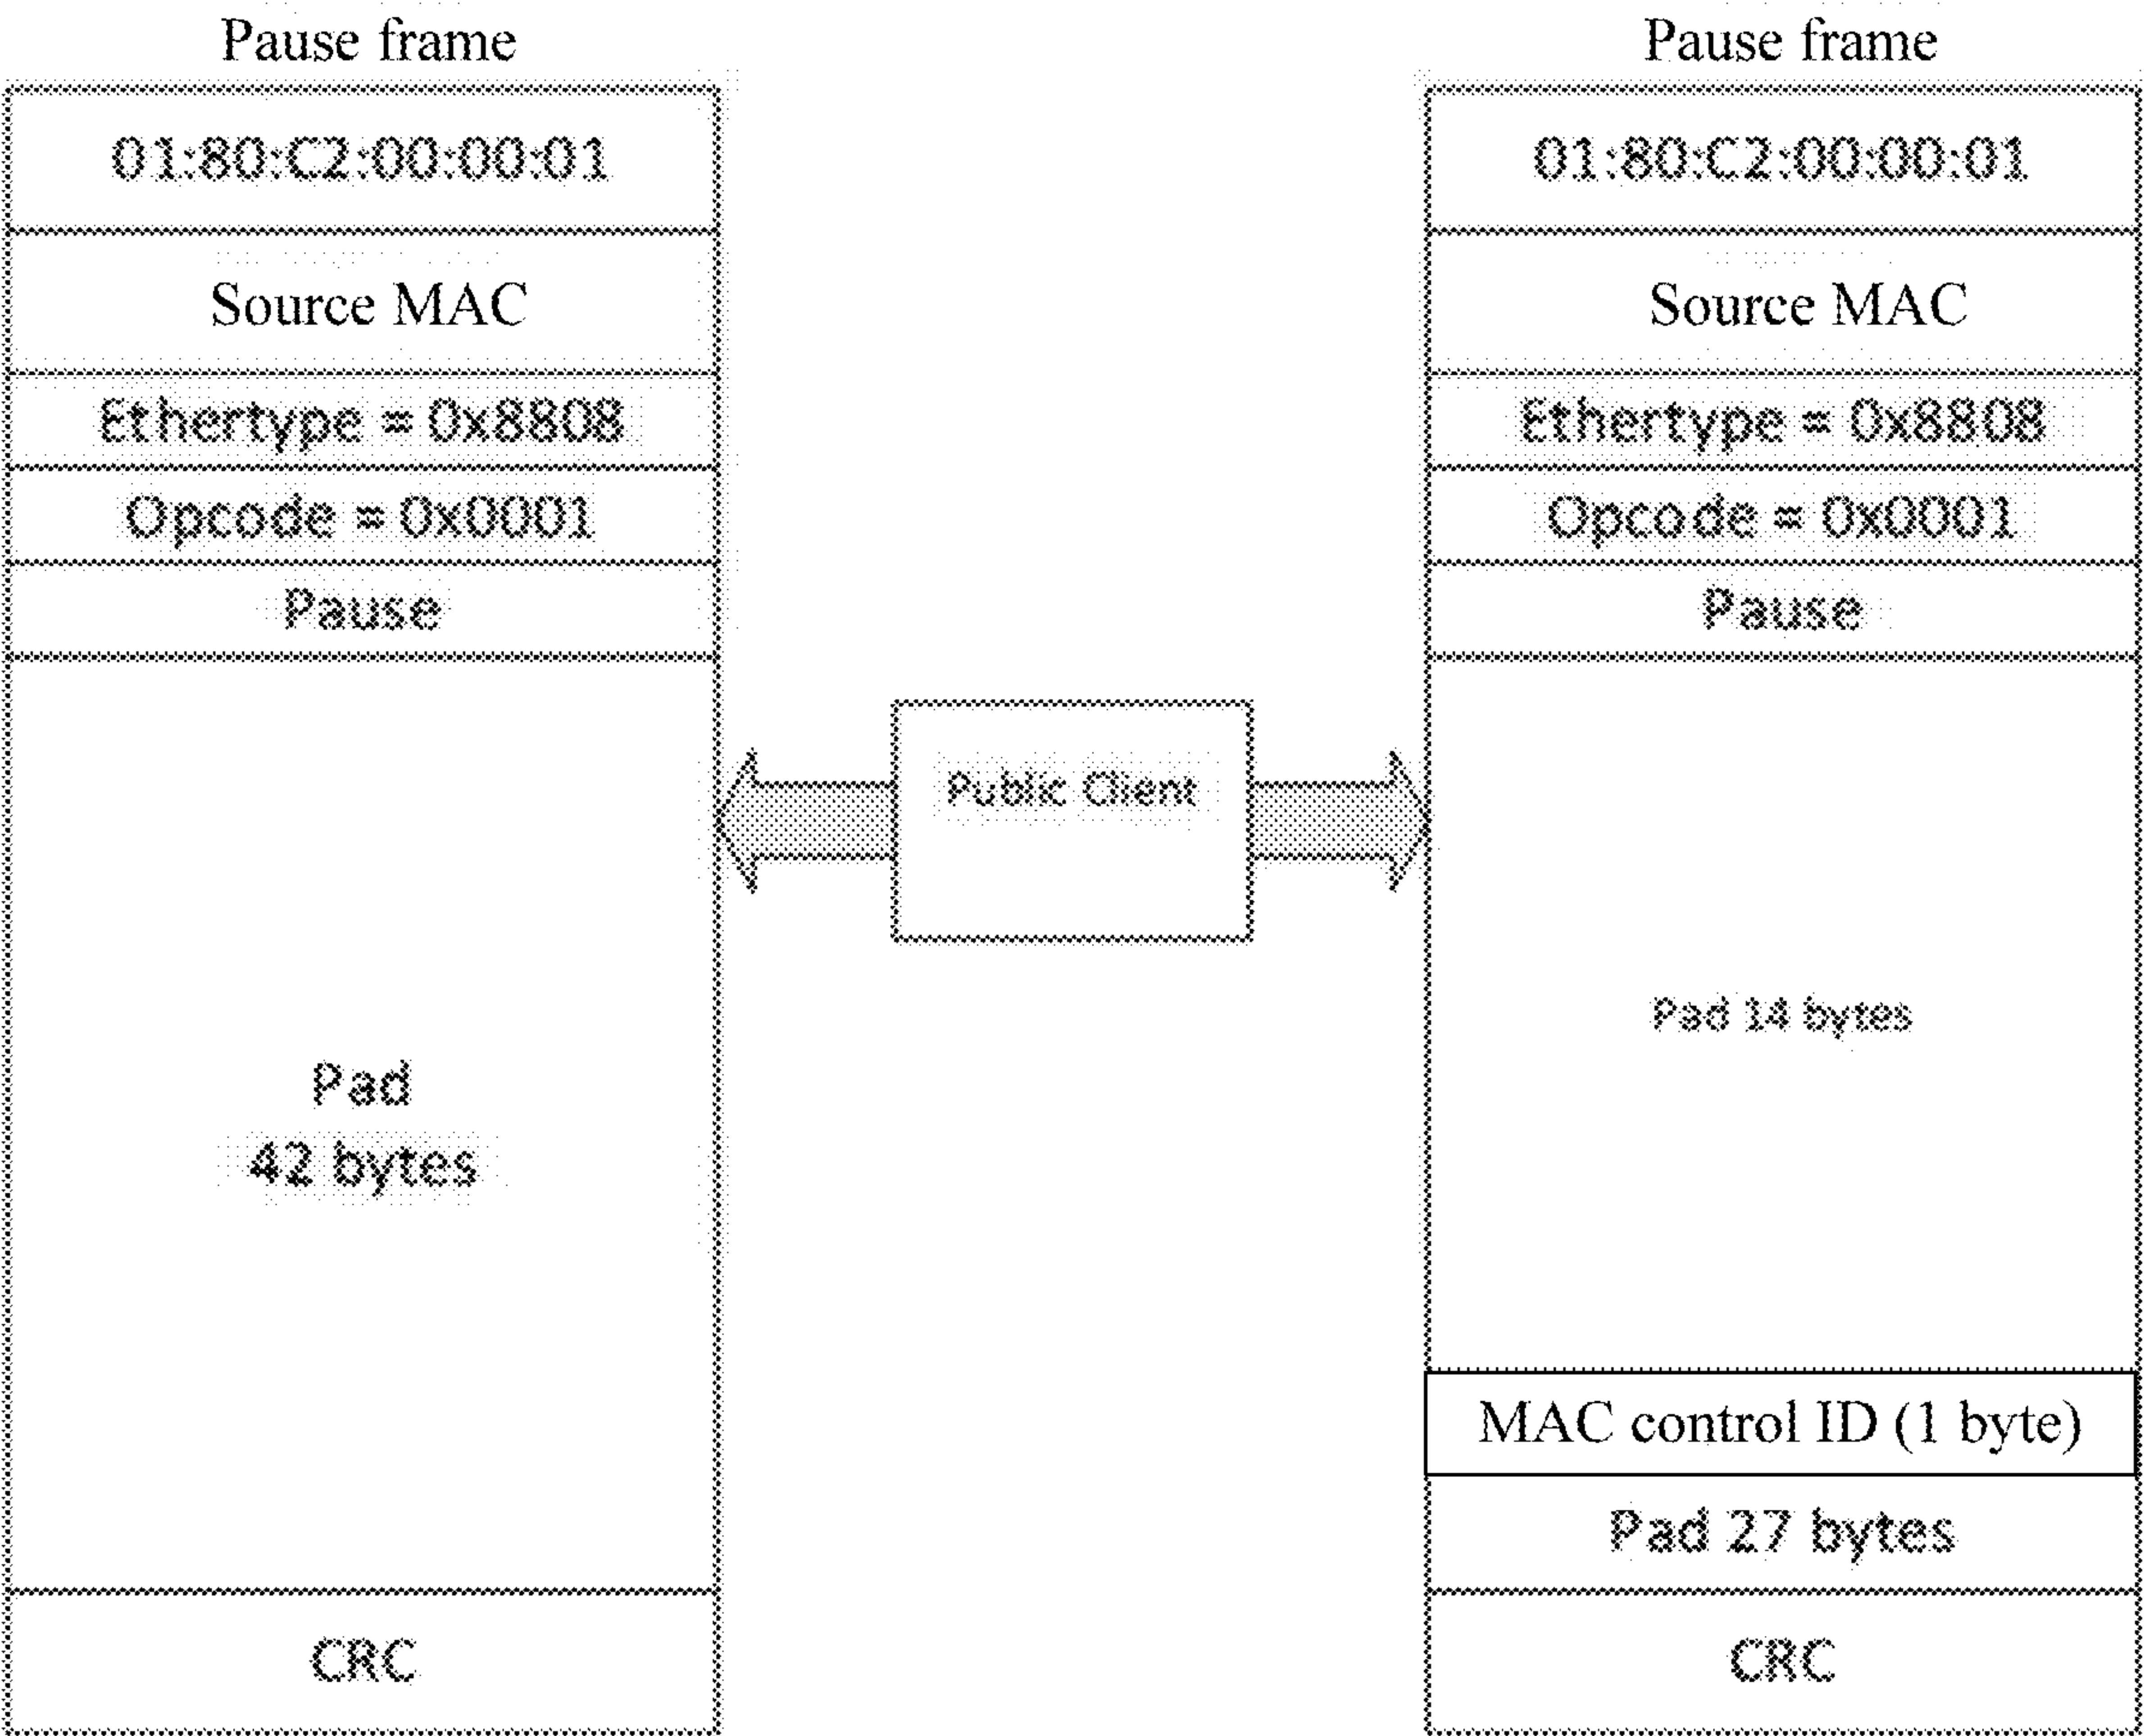 Pause frame
01:80:C2:00:00:01
Source MAC
Ethertype = 0x8808
Opcode = 0x0001
Pause
Pad
42 bytes
CRC
Public Client
Pause frame
01:80:C2:00:00:01
Source MAC
Ethertype = 0x8808
Opcode = 0x0001
Pause
Pad 14 bytes
MAC control ID (1 byte)
Pad 27 bytes
CRC